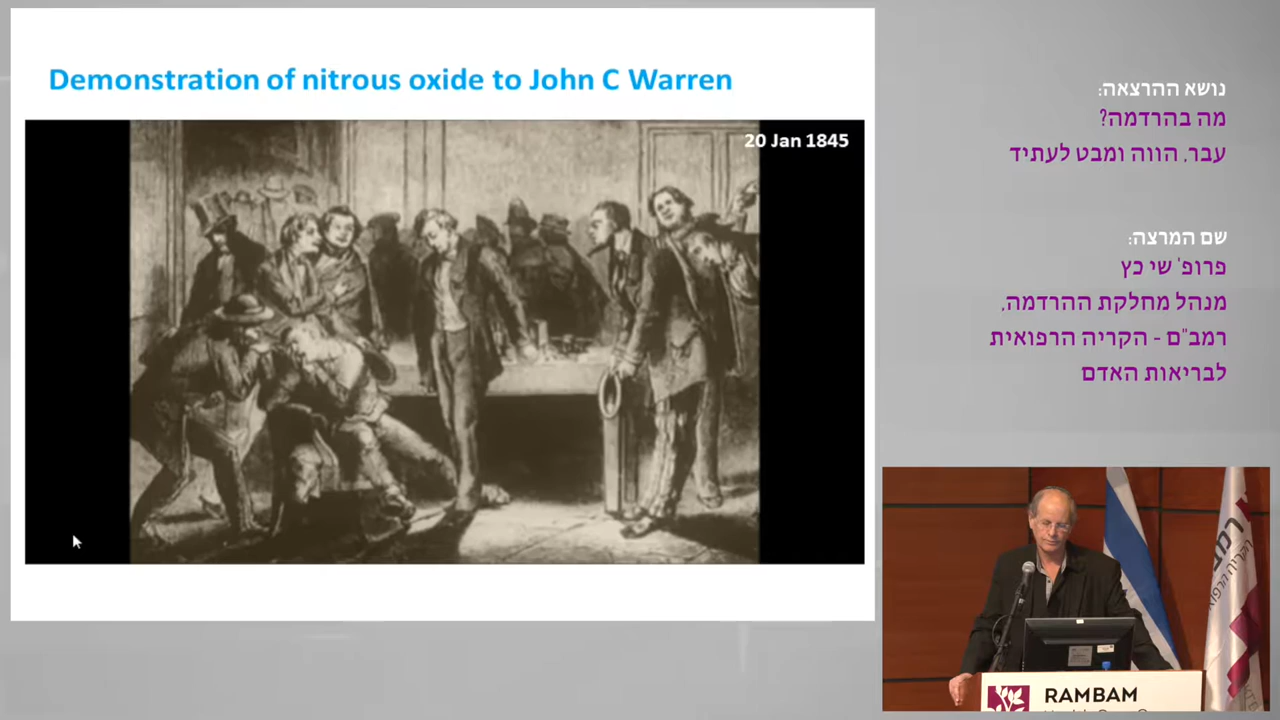 Demonstration of nitrous oxide to John C Warren
20 Jan 1845
נושא ההרצאה:
מה בהרדמה?
עבר, הווה ומבט לעתיד
שם המרצה:
פרופ' שי כץ
מנהל מחלקת ההרדמה,
רמב"ם - הקריה הרפואית
לבריאות האדם
RAMBAM